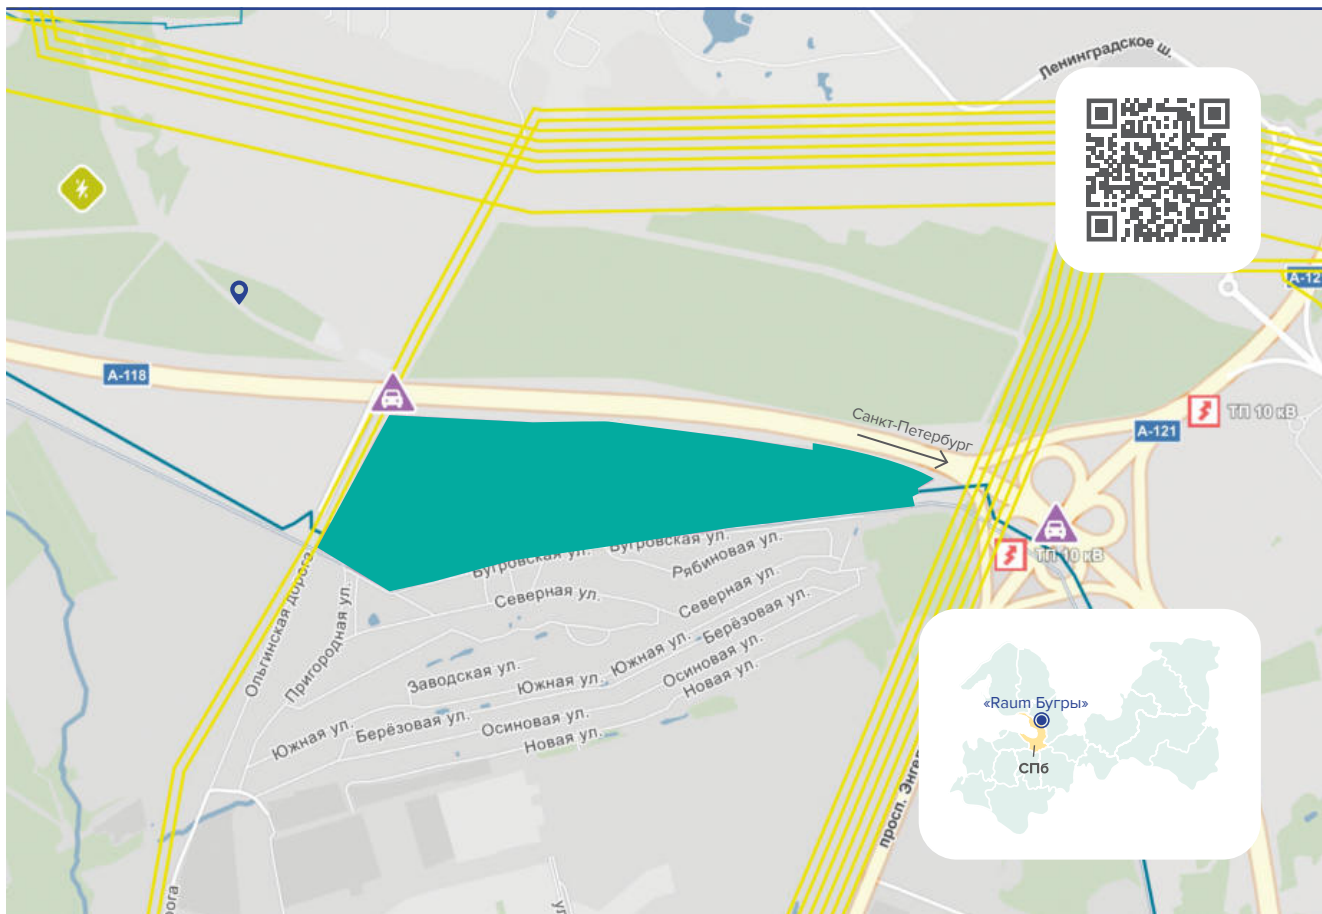 Ленинградское ш.
А-118
Санкт-Петербург
А-121
ТП 10 кВ
ТП 10 кВ
Бугровская ул.
Бугровская ул.
Рябиновая ул.
Северная ул.
Северная ул.
Ольгинская дорога
Пригородная ул.
Заводская ул.
Южная ул.
Южная ул.
Южная ул.
Берёзовая ул.
Берёзовая ул.
Осиновая ул.
Осиновая ул.
Новая ул.
Новая ул.
«Raum Бугры»
СПб
просп. Энгел